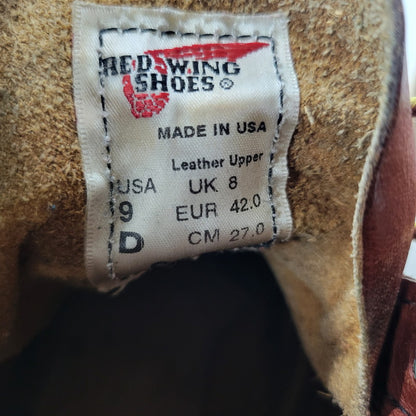 RED WING
SHOES®
MADE IN USA
Leather Upper
USA UK 8
9 EUR 42.0
D CM 27.0